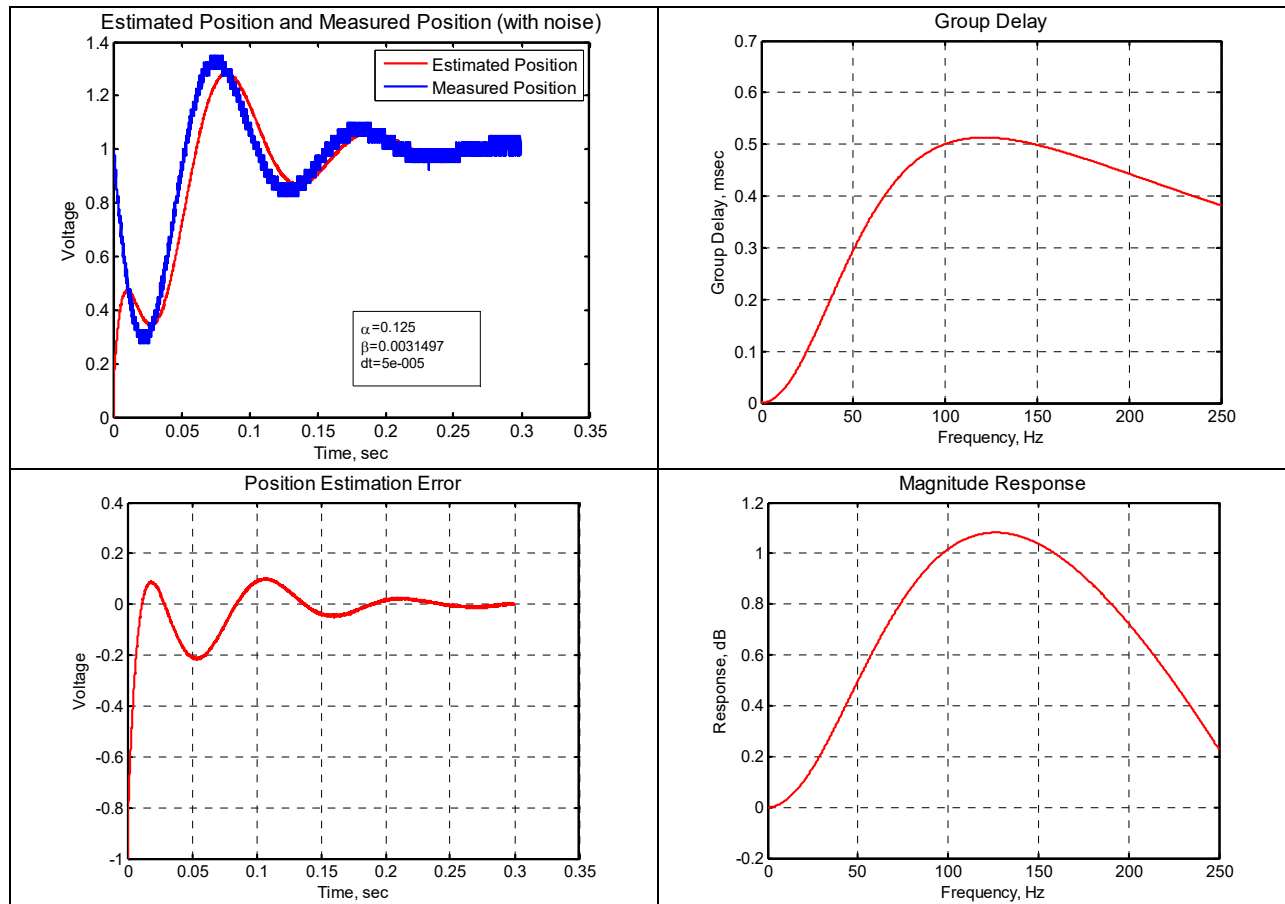 Estimated Position and Measured Position (with noise)
1.4
1.2
1
0.8
0.6
0.4
0.2
0
Voltage
Estimated Position
Measured Position
α=0.125
β=0.0031497
dt=5e-005
0 0.05 0.1 0.15 0.2 0.25 0.3 0.35
Time, sec
Group Delay
0.7
0.6
0.5
0.4
0.3
0.2
0.1
0
Group Delay, msec
0 50 100 150 200 250
Frequency, Hz
Position Estimation Error
0.4
0.2
0
-0.2
-0.4
-0.6
-0.8
-1
Voltage
0 0.05 0.1 0.15 0.2 0.25 0.3 0.35
Time, sec
Magnitude Response
1.2
1
0.8
0.6
0.4
0.2
0
-0.2
Response, dB
0 50 100 150 200 250
Frequency, Hz